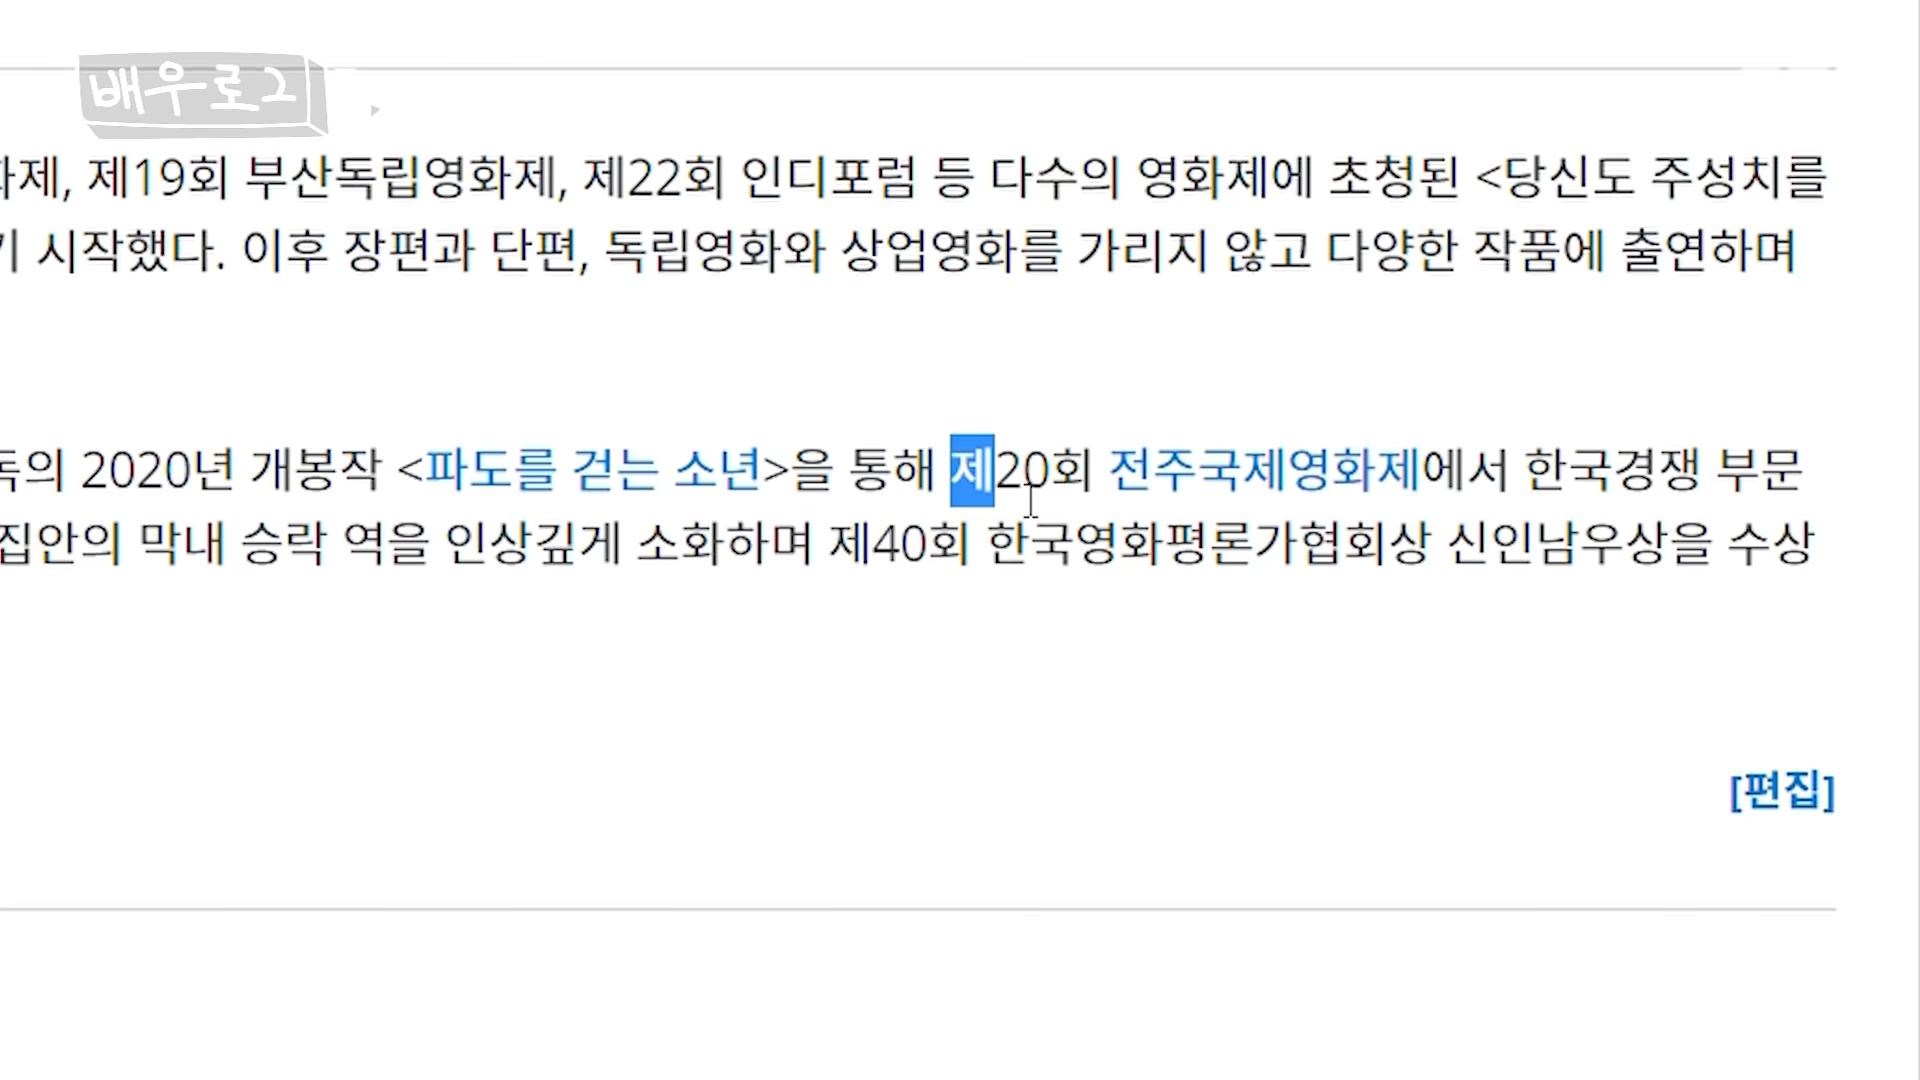 배우로그
화제, 제19회 부산독립영화제, 제22회 인디포럼 등 다수의 영화제에 초청된 <당신도 주성치를
기 시작했다. 이후 장편과 단편, 독립영화와 상업영화를 가리지 않고 다양한 작품에 출연하며
독의 2020년 개봉작 <파도를 걷는 소년>을 통해 제20회 전주국제영화제에서 한국경쟁 부문
집안의 막내 승락 역을 인상깊게 소화하며 제40회 한국영화평론가협회상 신인남우상을 수상
[편집]